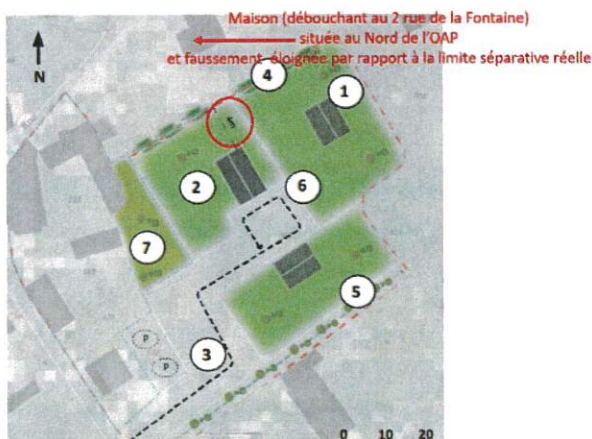 Maison (débouchant au 2 rue de la Fontaine)
située au Nord de l'OAP
et faussement éloignée par rapport à la limite séparative réelle
N
4
1
5
2
6
7
5
P
P
3
0 10 20